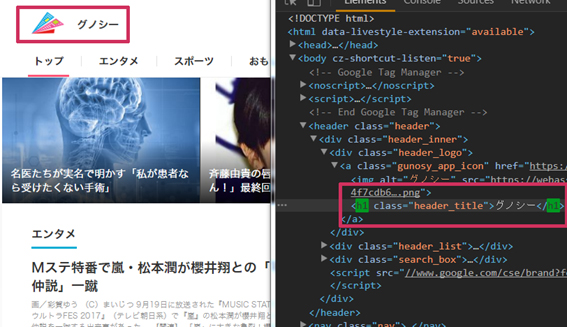 グノシー
トップ
エンタメ
スポーツ
おも
名医たちが実名で明かす「私が患者な
ら受けたくない手術」
斉藤由貴の唇
ん！」最終回
エンタメ
Mステ特番で嵐・松本潤が櫻井翔との「
仲説」一蹴
画／彩賀ゆう （C）まいじつ 9月19日に放送された『MUSIC STAT
ウルトラFES 2017』（テレビ朝日系）で『嵐』の松本潤が櫻井翔との
Elements
Console
Sources
Network
<!DOCTYPE html>
<html data-livestyle-extension="available">
▶<head>…</head>
▼<body cz-shortcut-listen="true">
<!-- Google Tag Manager -->
▶<noscript>…</noscript>
▶<script>…</script>
<!-- End Google Tag Manager -->
▼<header class="header">
▼<div class="header_inner">
▼<div class="header_logo">
▼<a class="gunosy_app_icon" href="https:
<img alt="グノシー" src="https://webas
4f7cdb6….png">
<h1 class="header_title">グノシー</h1>
</a>
</div>
▶<div class="header_list">…</div>
▶<div class="search_box">…</div>
<script src="//www.google.com/cse/brand?f
</div>
</header>